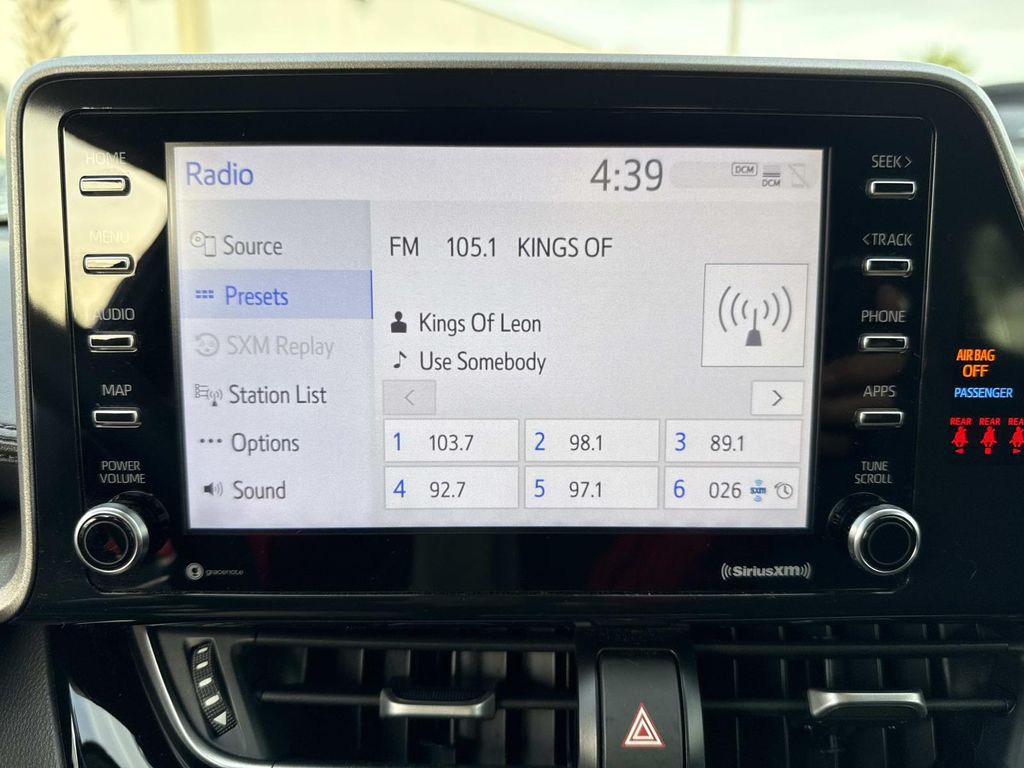 Radio
4:39
DCM
DCM
HOME
MENU
AUDIO
MAP
POWER
VOLUME
Source
Presets
SXM Replay
Station List
Options
Sound
FM 105.1 KINGS OF
Kings Of Leon
Use Somebody
< >
1 103.7
2 98.1
3 89.1
4 92.7
5 97.1
6 026 sxm
SEEK >
< TRACK
PHONE
APPS
TUNE
SCROLL
gracenote
((SiriusXM))
AIRBAG
OFF
PASSENGER
REAR REAR REA